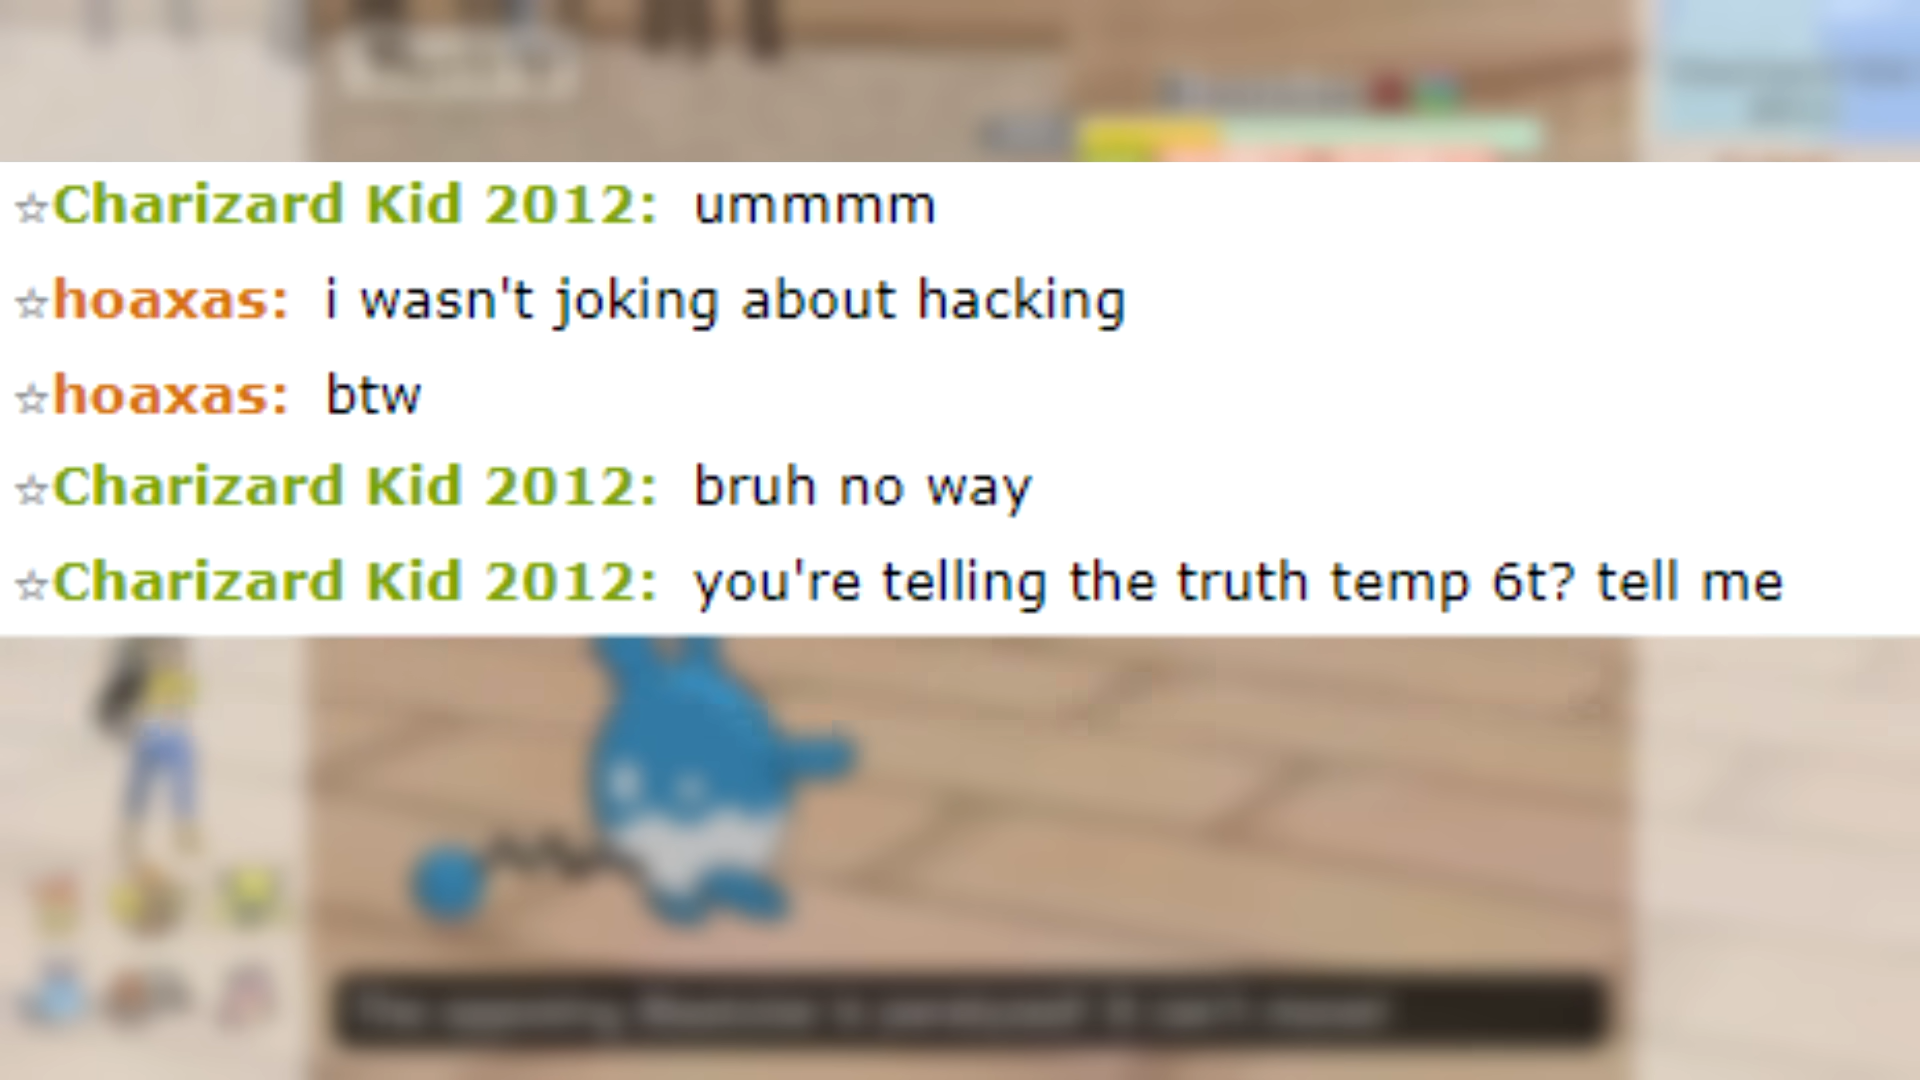 ☆Charizard Kid 2012: ummmm
☆hoaxas: i wasn't joking about hacking
☆hoaxas: btw
☆Charizard Kid 2012: bruh no way
☆Charizard Kid 2012: you're telling the truth temp 6t? tell me